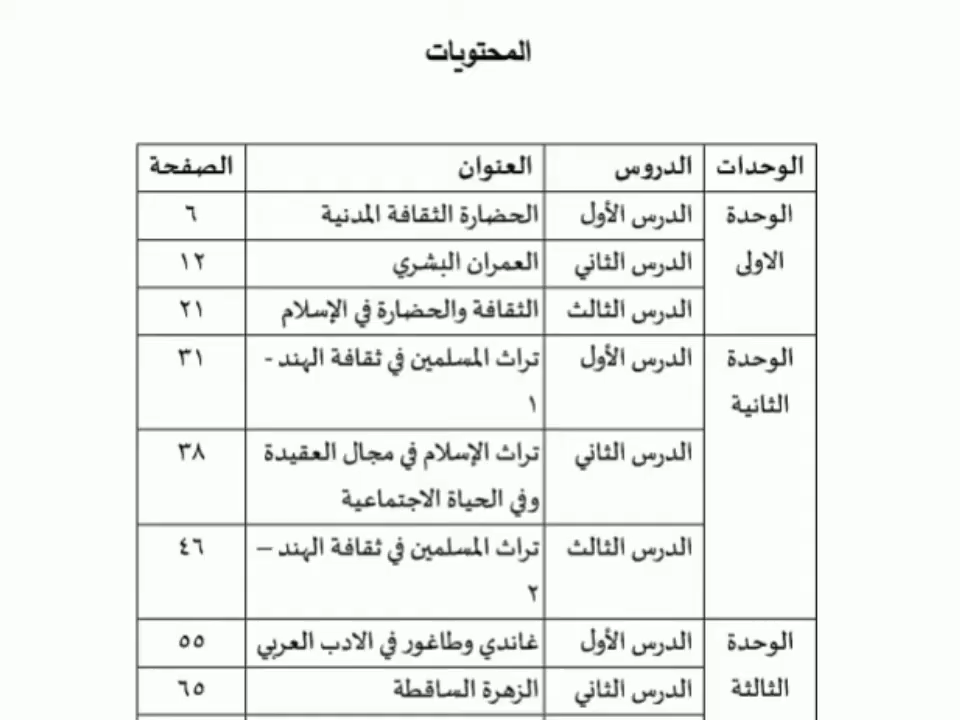 المحتويات
الوحدات الدروس العنوان الصفحة
الوحدة الدرس الأول الحضارة الثقافة المدنية ٦
الاولى الدرس الثاني العمران البشري ١٢
الدرس الثالث الثقافة والحضارة في الإسلام ٢١
الوحدة الدرس الأول تراث المسلمين في ثقافة الهند - ٣١
الثانية ١
الدرس الثاني تراث الإسلام في مجال العقيدة ٣٨
وفي الحياة الاجتماعية
الدرس الثالث تراث المسلمين في ثقافة الهند – ٤٦
٢
الوحدة الدرس الأول غاندي وطاغور في الادب العربي ٥٥
الثالثة الدرس الثاني الزهرة الساقطة ٦٥